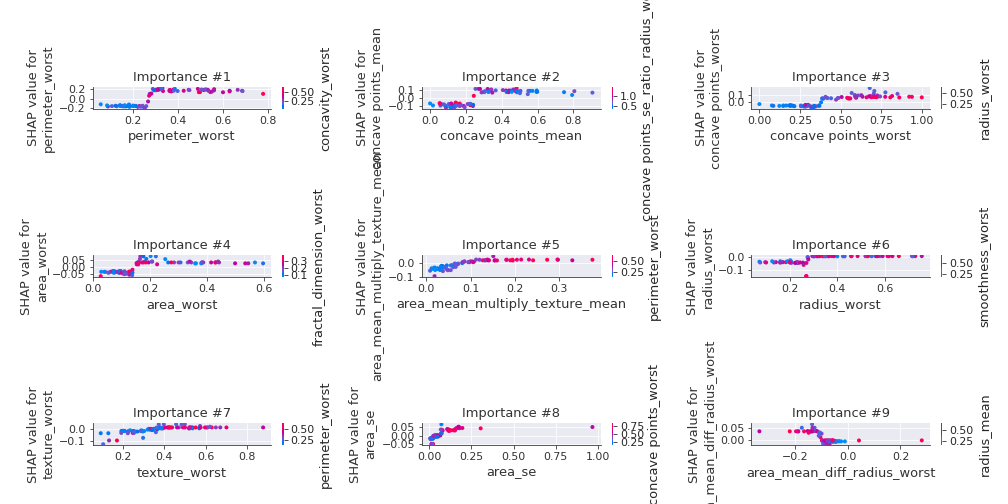 Importance #1
SHAP value for
perimeter_worst
0.2
0.0
−0.2
0.2
0.4
0.6
0.8
perimeter_worst
0.50
0.25
concavity_worst
Importance #2
SHAP value for
concave points_mean
0.1
0.0
−0.1
0.0
0.2
0.4
0.6
0.8
concave points_mean
1.0
0.5
Importance #3
SHAP value for
concave points_worst
0.1
0.0
0.00
0.25
0.50
0.75
1.00
concave points_worst
0.50
0.25
radius_worst
Importance #4
SHAP value for
area_worst
0.05
0.00
−0.05
0.0
0.2
0.4
0.6
area_worst
0.3
0.2
0.1
fractal_dimension_worst
Importance #5
SHAP value for
area_mean_multiply_texture_mean
0.0
−0.1
0.0
0.1
0.2
0.3
area_mean_multiply_texture_mean
0.50
0.25
perimeter_worst
Importance #6
SHAP value for
radius_worst
0.0
−0.1
0.2
0.4
0.6
radius_worst
0.50
0.25
smoothness_worst
Importance #7
SHAP value for
texture_worst
0.0
−0.1
0.2
0.4
0.6
0.8
texture_worst
0.50
0.25
perimeter_worst
Importance #8
SHAP value for
area_se
0.05
0.00
−0.05
0.00
0.25
0.50
0.75
1.00
area_se
0.75
0.50
0.25
concave points_worst
Importance #9
SHAP value for
_mean_diff_radius_worst
0.05
0.00
−0.2
0.0
0.2
area_mean_diff_radius_worst
0.50
0.25
radius_mean